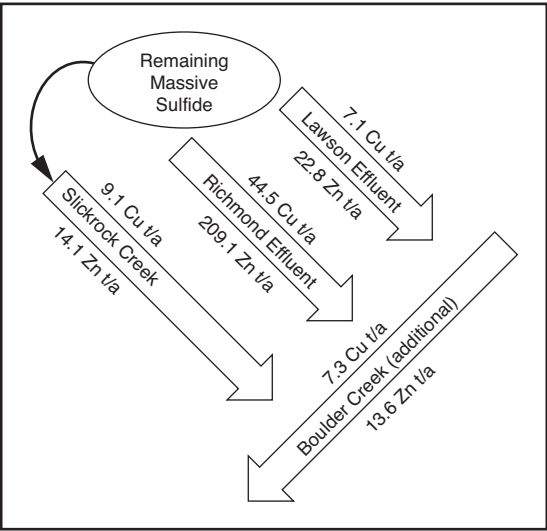 Remaining
Massive
Sulfide
7.1 Cu t/a
Lawson Effluent
22.8 Zn t/a
44.5 Cu t/a
Richmond Effluent
209.1 Zn t/a
9.1 Cu t/a
Slickrock Creek
14.1 Zn t/a
7.3 Cu t/a
Boulder Creek (additional)
13.6 Zn t/a